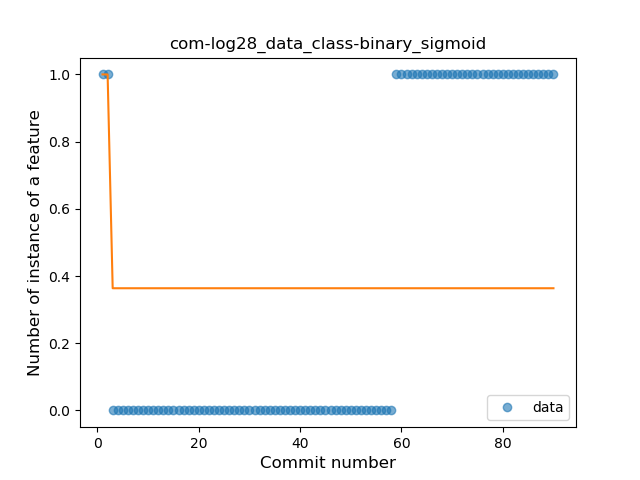 com-log28_data_class-binary_sigmoid
Number of instance of a feature
1.0
0.8
0.6
0.4
0.2
0.0
0
20
40
60
80
Commit number
data